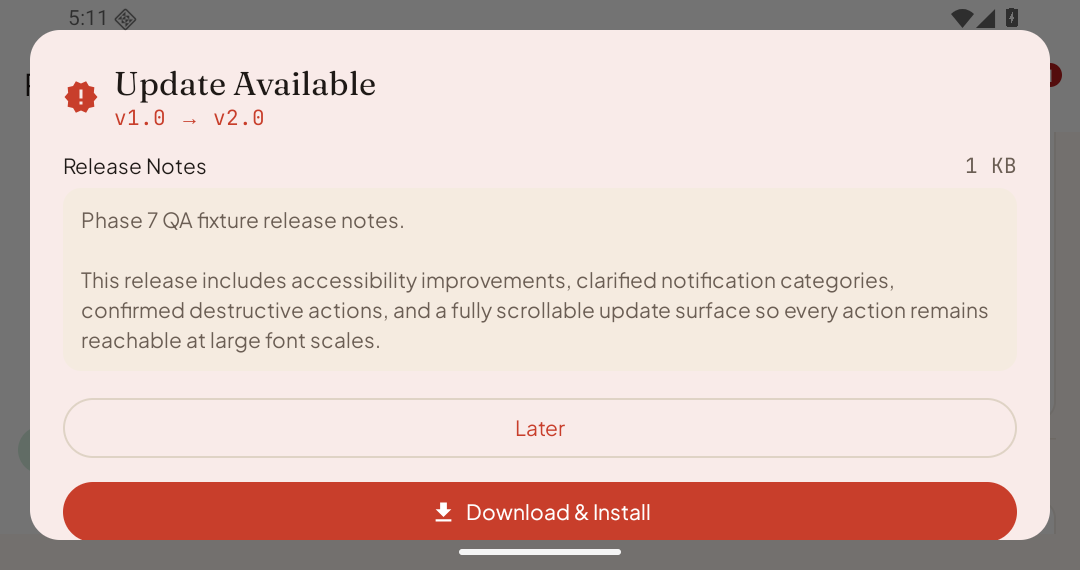 5:11
Update Available
v1.0 → v2.0
Release Notes
1 KB
Phase 7 QA fixture release notes.
This release includes accessibility improvements, clarified notification categories,
confirmed destructive actions, and a fully scrollable update surface so every action remains
reachable at large font scales.
Later
Download & Install